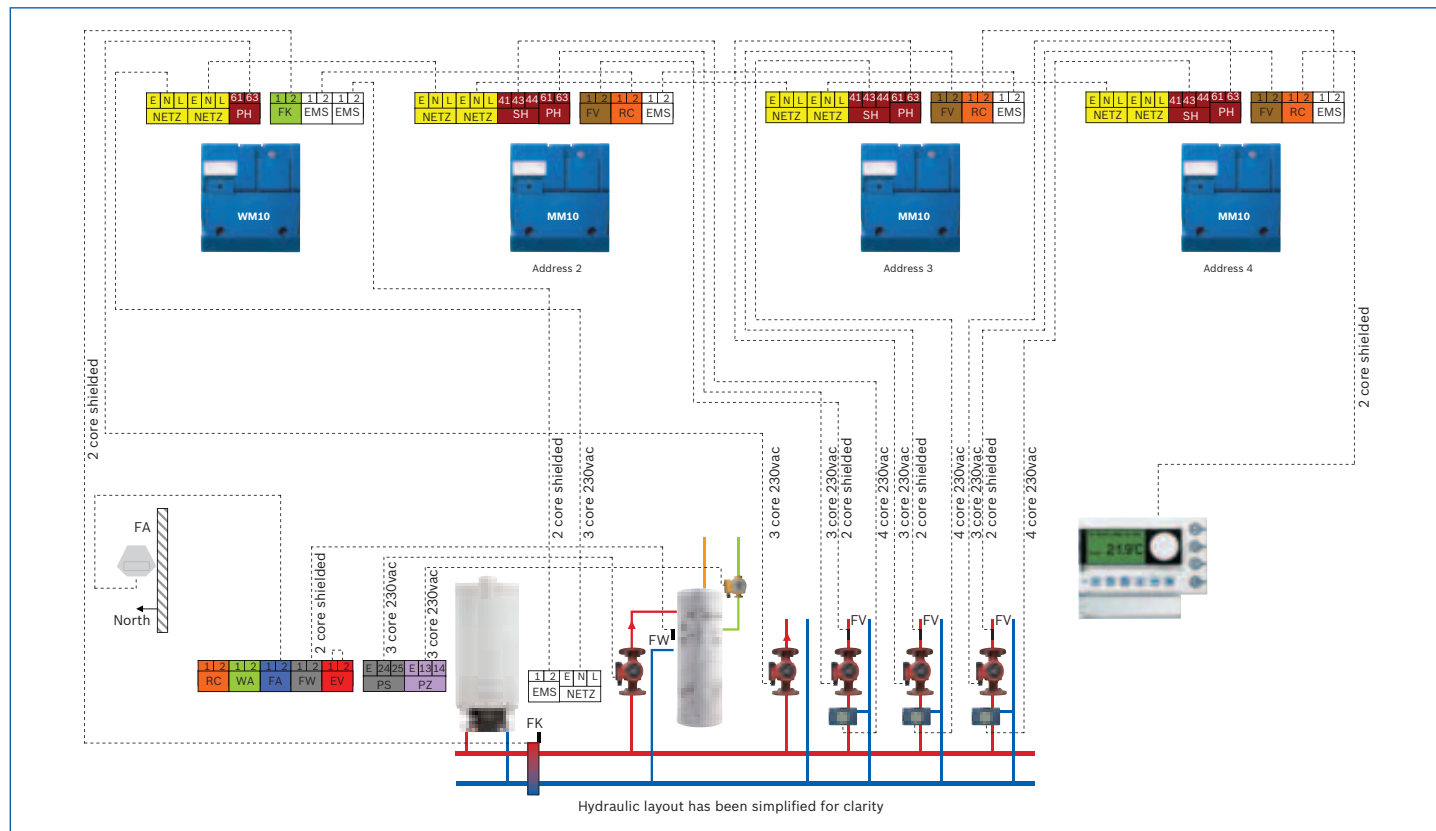 E N L E N L 61 63 1 2 1 2 1 2
NETZ NETZ PH FK EMS EMS
E N L E N L 41 43 44 61 63 1 2 1 2 1 2
NETZ NETZ SH PH FV RC EMS
E N L E N L 41 43 44 61 63 1 2 1 2 1 2
NETZ NETZ SH PH FV RC EMS
E N L E N L 41 43 44 61 63 1 2 1 2 1 2
NETZ NETZ SH PH FV RC EMS
WM10
MM10
MM10
MM10
Address 2
Address 3
Address 4
2 core shielded
2 core shielded
3 core 230vac
3 core 230vac
3 core 230vac
2 core shielded
4 core 230vac
3 core 230vac
2 core shielded
4 core 230vac
3 core 230vac
2 core shielded
4 core 230vac
2 core shielded
FA
North
2 core shielded
3 core 230vac
3 core 230vac
21.9°C
FW
FV
FV
FV
1 2 1 2 1 2 1 2 1 2
RC WA FA FW EV
E 24 25 E 13 14
PS PZ
1 2 E N L
EMS NETZ
FK
Hydraulic layout has been simplified for clarity